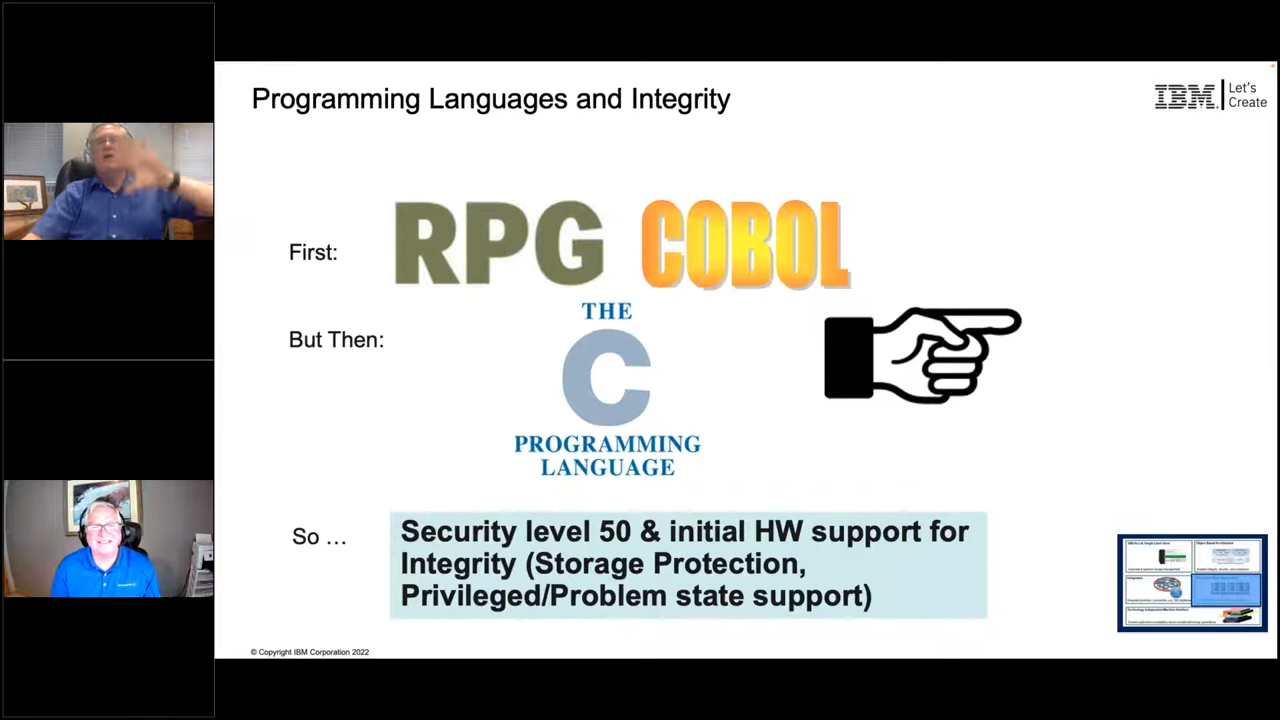 Programming Languages and Integrity
IBM
Let's
Create
First:
RPG COBOL
But Then:
THE
C
PROGRAMMING
LANGUAGE
So …
Security level 50 & initial HW support for
Integrity (Storage Protection,
Privileged/Problem state support)
© Copyright IBM Corporation 2022